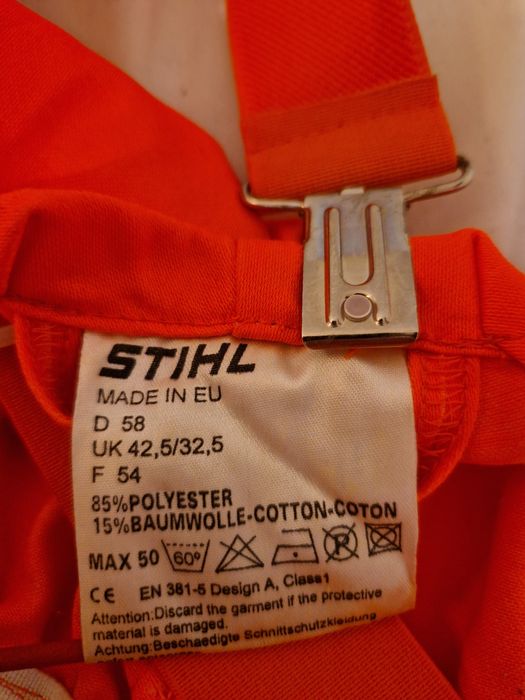 STIHL
MADE IN EU
D 58
UK 42,5/32,5
F 54
85%POLYESTER
15%BAUMWOLLE-COTTON-COTON
MAX 50 60° P
CE EN 381-5 Design A, Class1
Attention:Discard the garment if the protective
material is damaged.
Achtung:Beschaedigte Schnittschutzkleidung